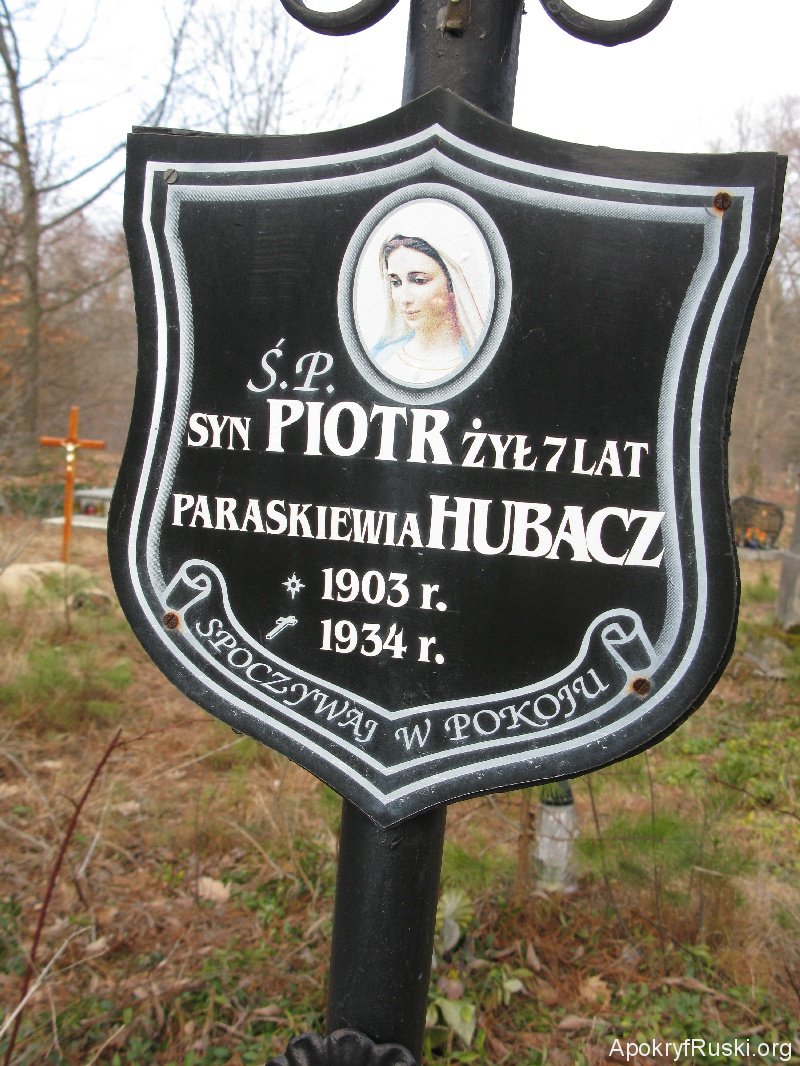 Ś.P.
SYN PIOTR ŻYŁ 7 LAT
PARASKIEWIA HUBACZ
1903 r.
1934 r.
SPOCZYWAJ W POKOJU
ApokryfRuski.org